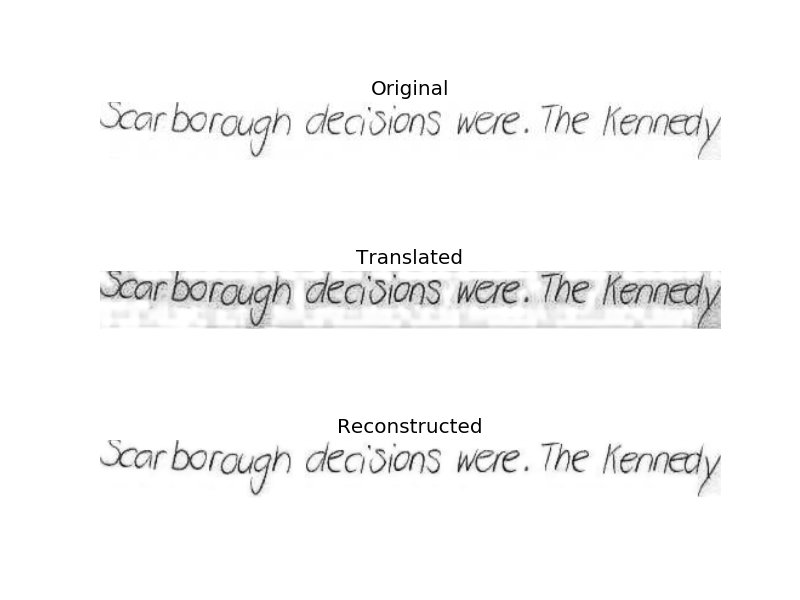 Original
Scarborough decisions were. The Kennedy
Translated
Scarborough decisions were. The Kennedy
Reconstructed
Scarborough decisions were. The Kennedy